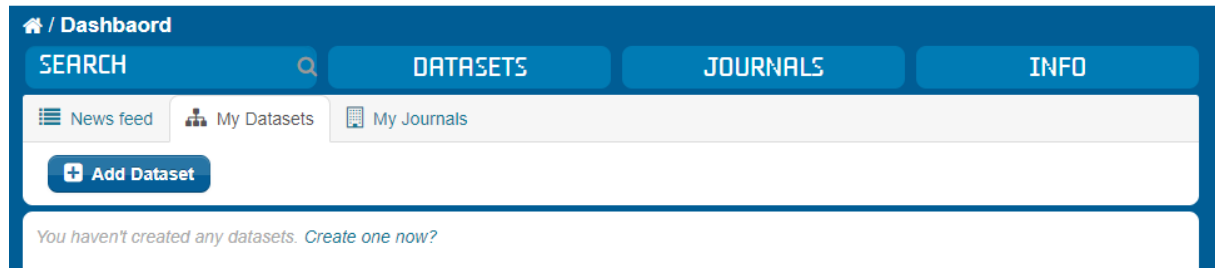 / Dashbaord
SEARCH DATASETS JOURNALS INFO
News feed My Datasets My Journals
Add Dataset
You haven't created any datasets. Create one now?